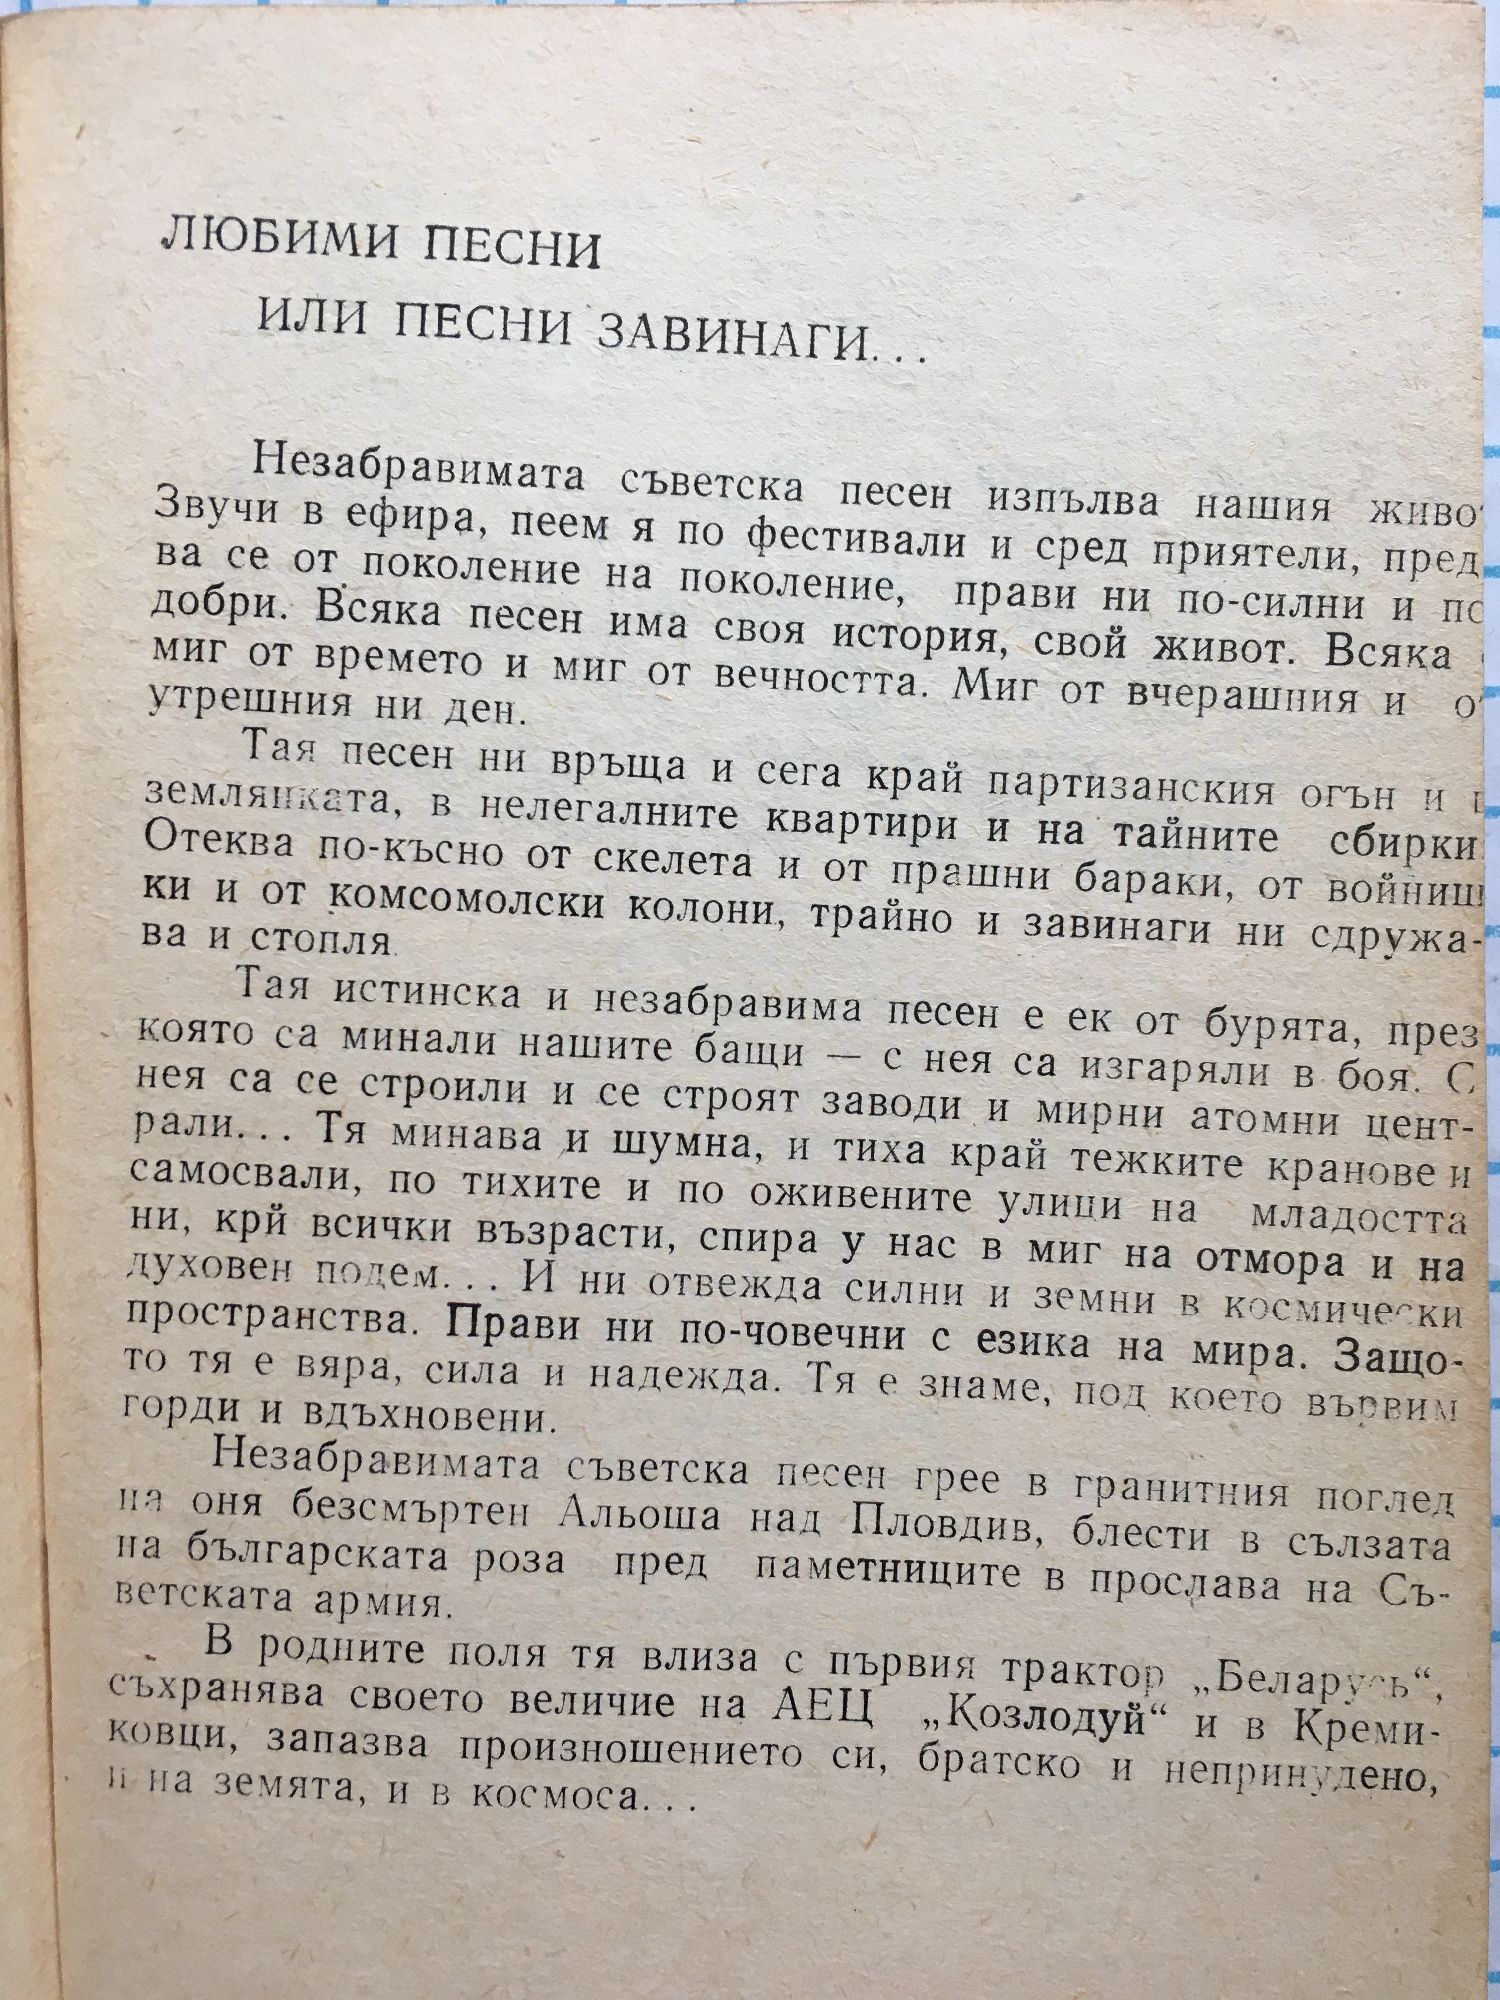 ЛЮБИМИ ПЕСНИ
ИЛИ ПЕСНИ ЗАВИНАГИ...
Незабравимата съветска песен изпълва нашия живо
Звучи в ефира, пеем я по фестивали и сред приятели, пред
ва се от поколение на поколение, прави ни по-силни и по
добри. Всяка песен има своя история, свой живот. Всяка
миг от времето и миг от вечността. Миг от вчерашния и от
утрешния ни ден.
Тая песен ни връща и сега край партизанския огън и
землянката, в нелегалните квартири и на тайните сбирки
Отеква по-късно от скелета и от прашни бараки, от войниш
ки и от комсомолски колони, трайно и завинаги ни сдружа-
ва и стопля.
Тая истинска и незабравима песен е ек от бурята, през
която са минали нашите бащи — с нея са изгаряли в боя. С
нея са се строили и се строят заводи и мирни атомни цент-
рали... Тя минава и шумна, и тиха край тежките кранове и
самосвали, по тихите и по оживените улици на младостта
ни, крй всички възрасти, спира у нас в миг на отмора и на
духовен подем... И ни отвежда силни и земни в космически
пространства. Прави ни по-човечни с езика на мира. Защо-
то тя е вяра, сила и надежда. Тя е знаме, под което вървим
горди и вдъхновени.
Незабравимата съветска песен грее в гранитния поглед
на оня безсмъртен Альоша над Пловдив, блести в сълзата
на българската роза пред паметниците в прослава на Съ-
ветската армия.
В родните поля тя влиза с първия трактор „Беларусь“,
съхранява своето величие на АЕЦ „Козлодуй“ и в Креми-
ковци, запазва произношението си, братско и непринудено,
и на земята, и в космоса...